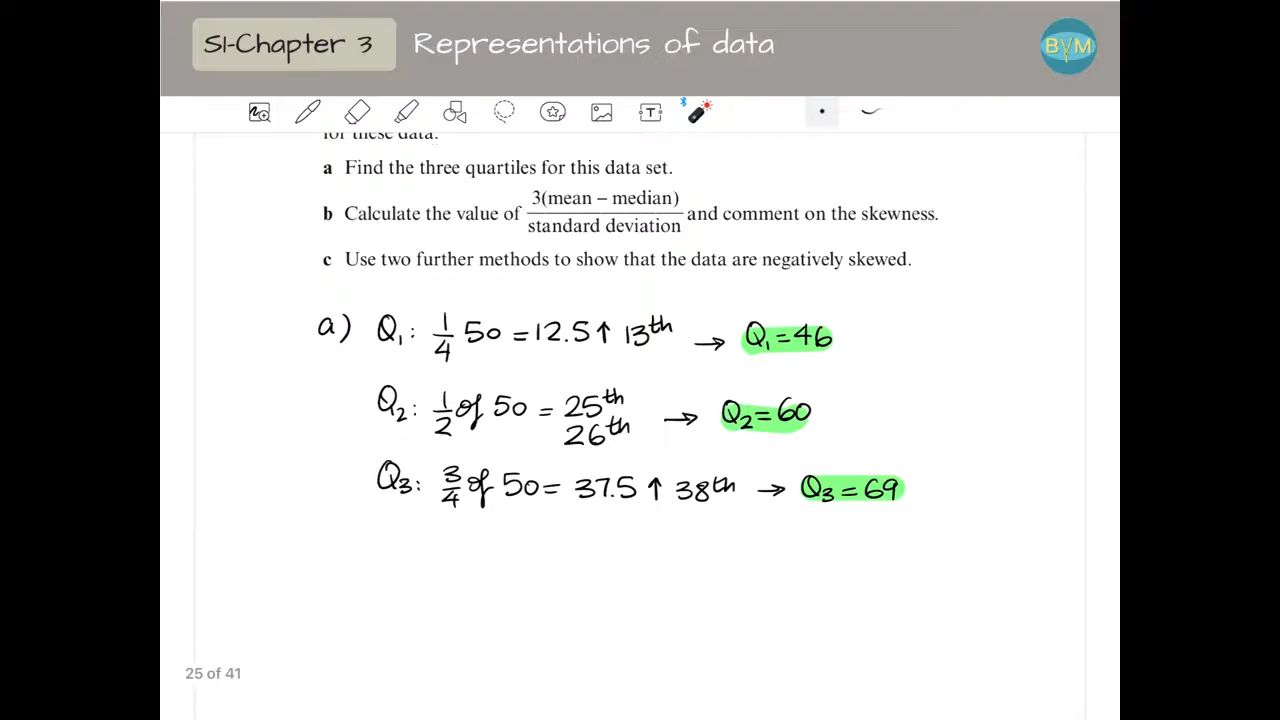 S1-Chapter 3 Representations of data
BVM
T
for these data.
a Find the three quartiles for this data set.
b Calculate the value of 3(mean – median) / standard deviation and comment on the skewness.
c Use two further methods to show that the data are negatively skewed.
a) Q₁: 1/4 50 = 12.5 ↑ 13th → Q₁ = 46
Q₂: 1/2 of 50 = 25th 26th → Q₂ = 60
Q₃: 3/4 of 50 = 37.5 ↑ 38th → Q₃ = 69
25 of 41